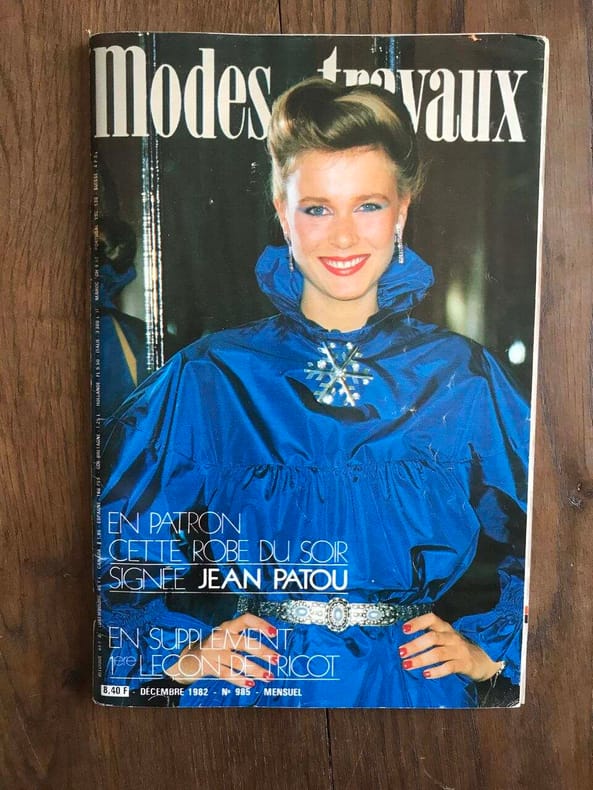 Modes travaux
EN PATRON
CETTE ROBE DU SOIR
SIGNÉE JEAN PATOU
EN SUPPLÉMENT
1ère LEÇON DE TRICOT
8,40 F - DÉCEMBRE 1982 - N° 985 - MENSUEL